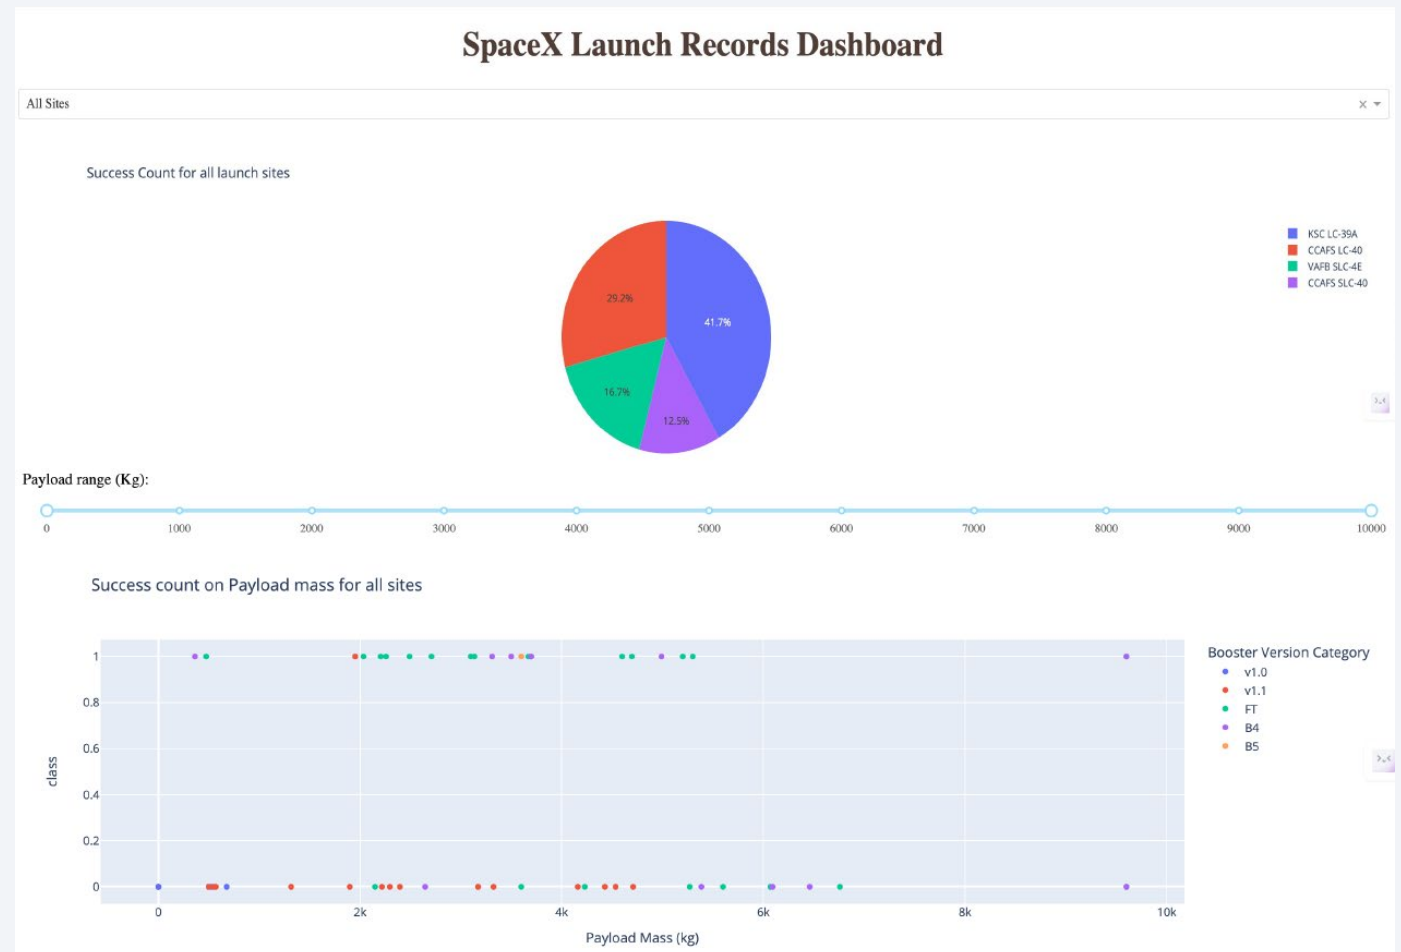 SpaceX Launch Records Dashboard
All Sites
Success Count for all launch sites
KSC LC-39A
CCAFS LC-40
VAFB SLC-4E
CCAFS SLC-40
29.2%
41.7%
16.7%
12.5%
Payload range (Kg):
0 1000 2000 3000 4000 5000 6000 7000 8000 9000 10000
Success count on Payload mass for all sites
Booster Version Category
v1.0
v1.1
FT
B4
B5
class
1
0.8
0.6
0.4
0.2
0
0 2k 4k 6k 8k 10k
Payload Mass (kg)